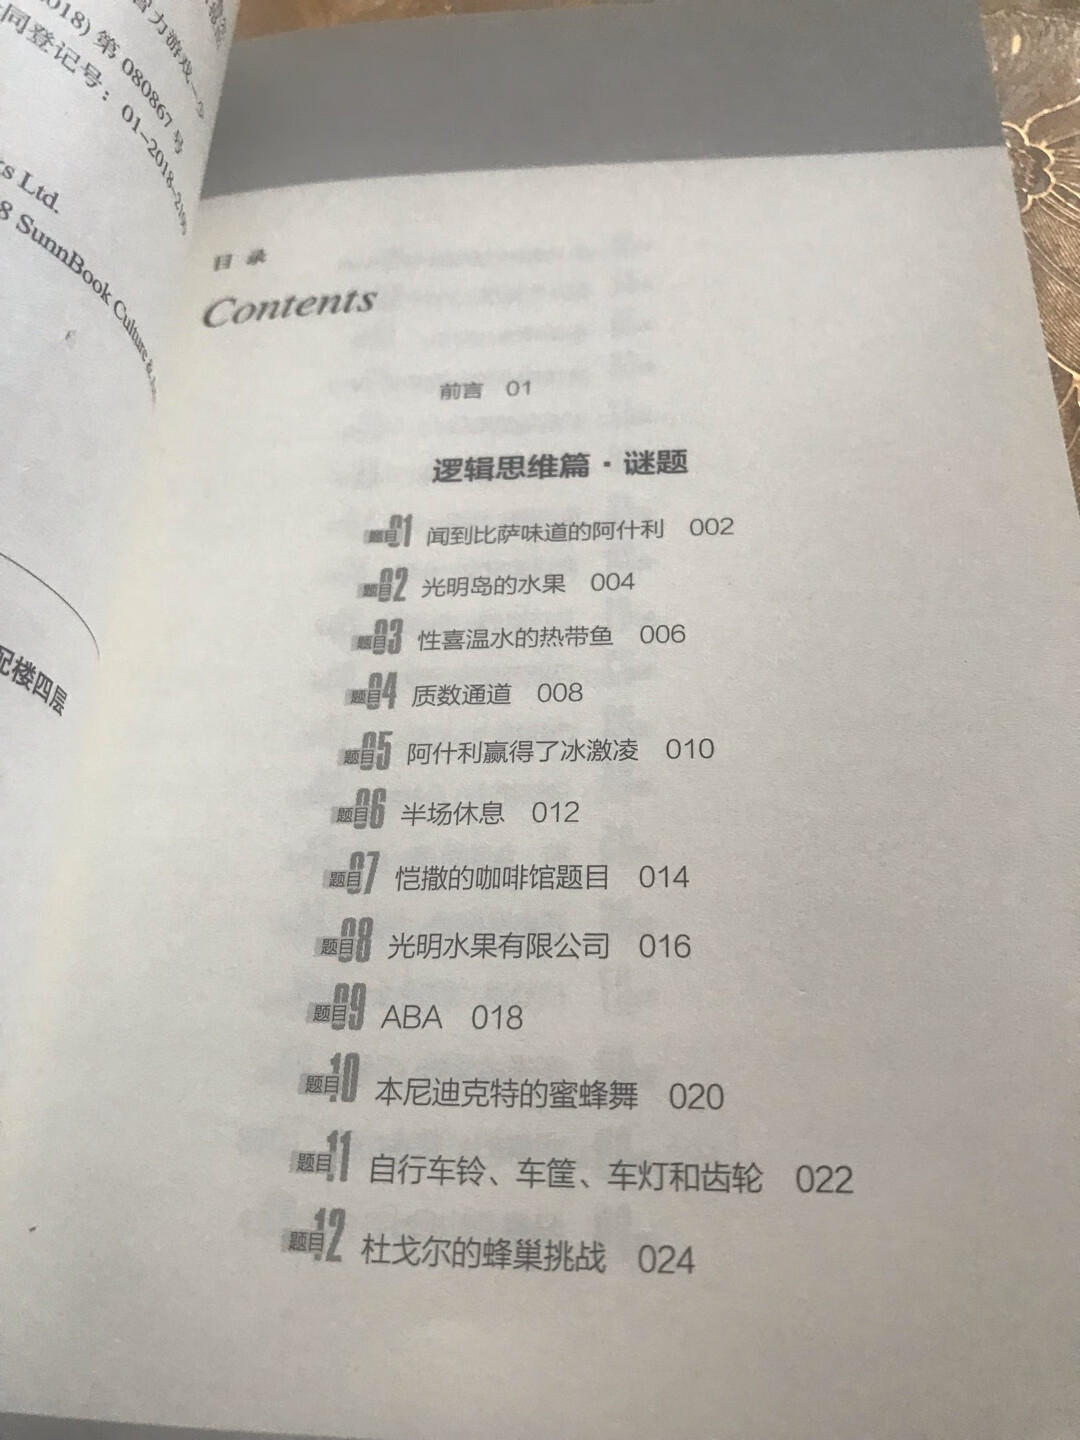 智力游戏—少
2018) 第 080867 号
同登记号：01-2018-2199
ks Ltd.
8 SunnBook Culture &
配楼四层
目 录
Contents
前言 01
逻辑思维篇·谜题
题目01 闻到比萨味道的阿什利 002
题目02 光明岛的水果 004
题目03 性喜温水的热带鱼 006
题目04 质数通道 008
题目05 阿什利赢得了冰激凌 010
题目06 半场休息 012
题目07 恺撒的咖啡馆题目 014
题目08 光明水果有限公司 016
题目09 ABA 018
题目10 本尼迪克特的蜜蜂舞 020
题目11 自行车铃、车筐、车灯和齿轮 022
题目12 杜戈尔的蜂巢挑战 024